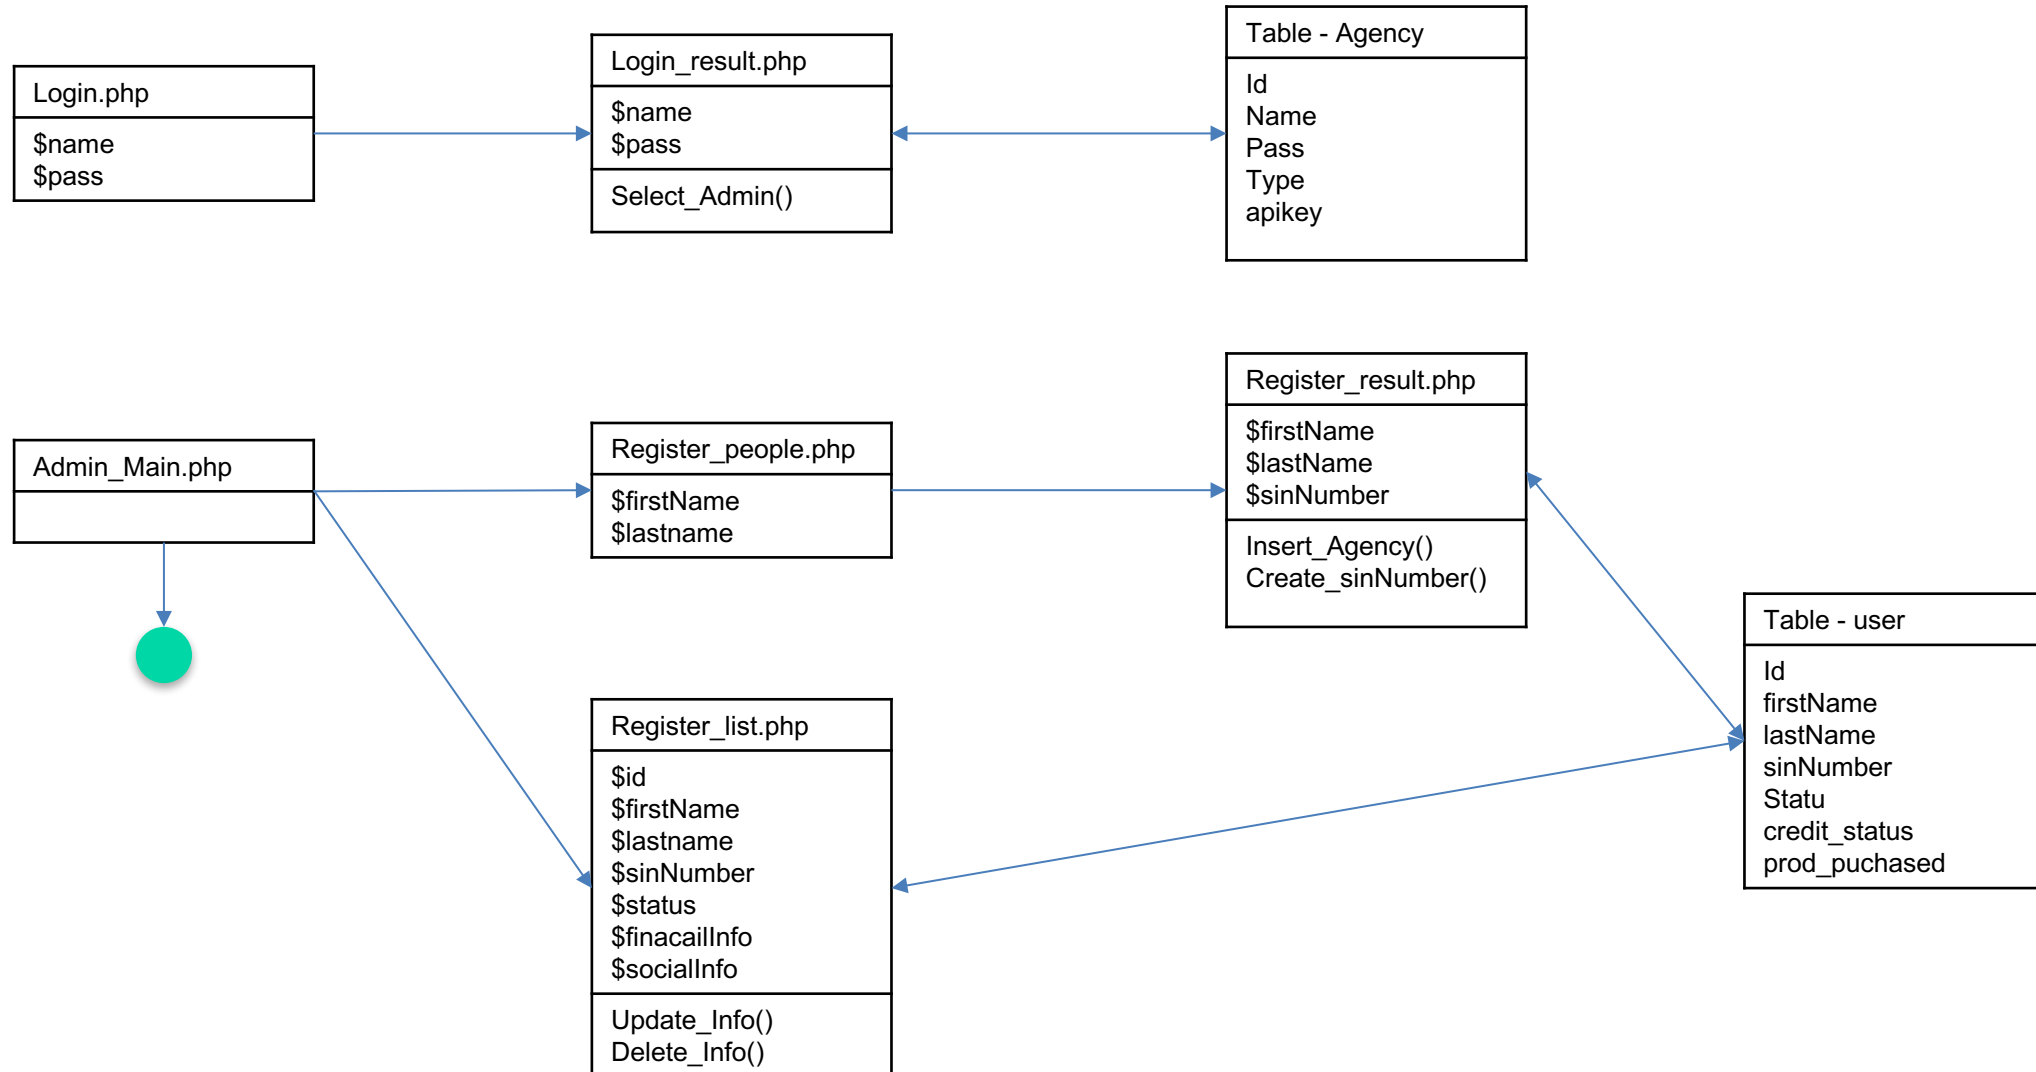 Login.php
$name
$pass
Login_result.php
$name
$pass
Select_Admin()
Table - Agency
Id
Name
Pass
Type
apikey
Admin_Main.php
Register_people.php
$firstName
$lastname
Register_result.php
$firstName
$lastName
$sinNumber
Insert_Agency()
Create_sinNumber()
Register_list.php
$id
$firstName
$lastname
$sinNumber
$status
$finacailInfo
$socialInfo
Update_Info()
Delete_Info()
Table - user
Id
firstName
lastName
sinNumber
Statu
credit_status
prod_puchased